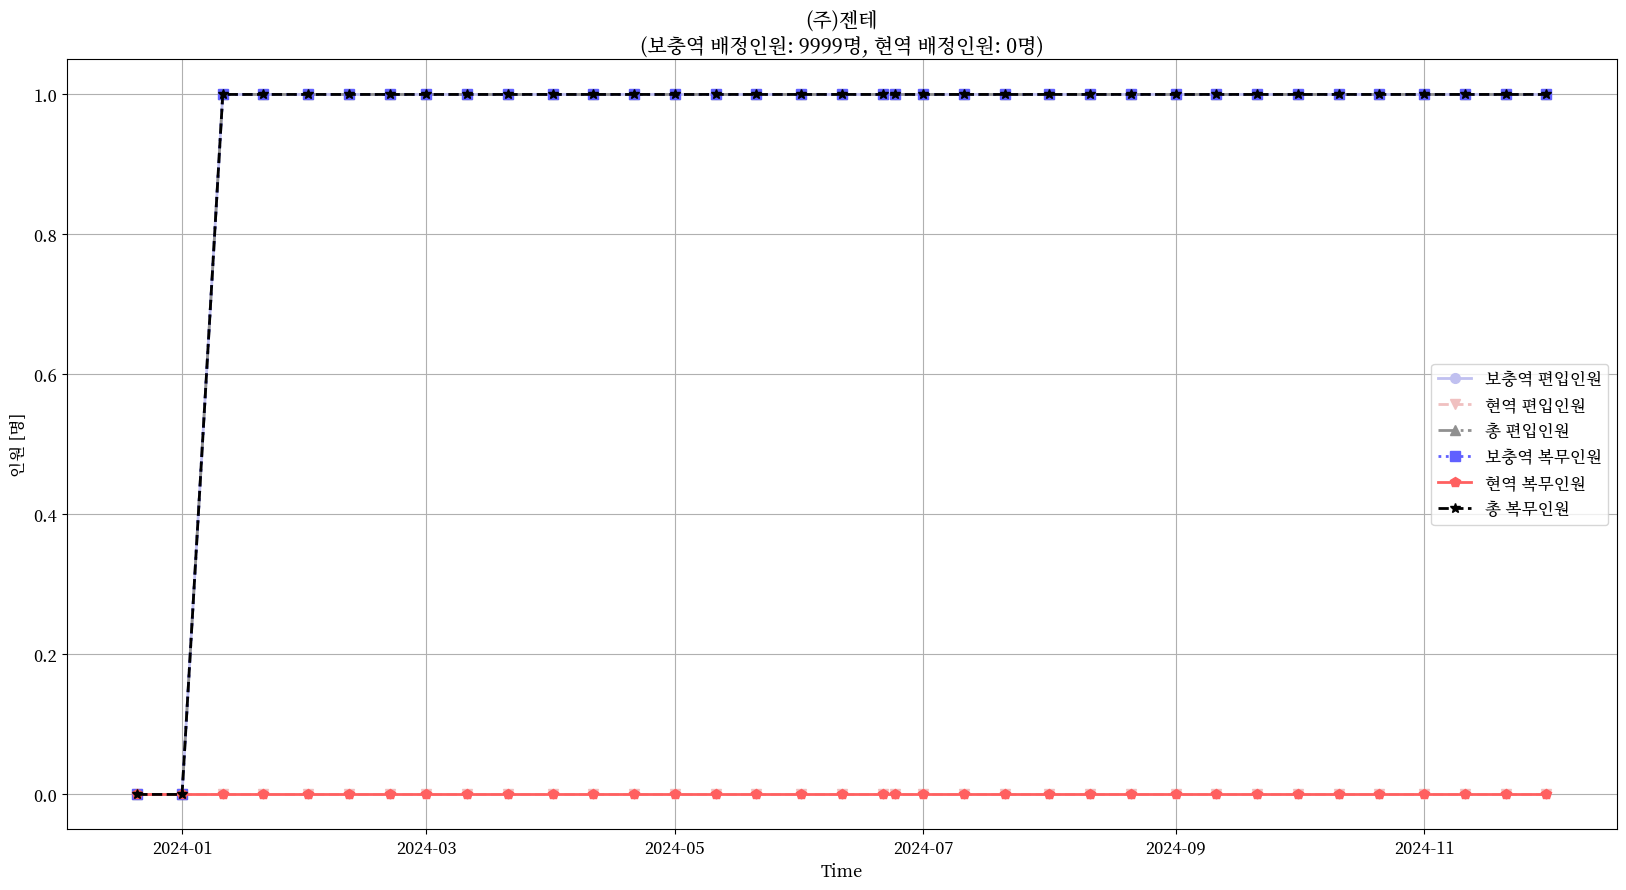 (주)젠테
(보충역 배정인원: 9999명, 현역 배정인원: 0명)
인원 [명]
1.0
0.8
0.6
0.4
0.2
0.0
보충역 편입인원
현역 편입인원
총 편입인원
보충역 복무인원
현역 복무인원
총 복무인원
2024-01
2024-03
2024-05
2024-07
2024-09
2024-11
Time